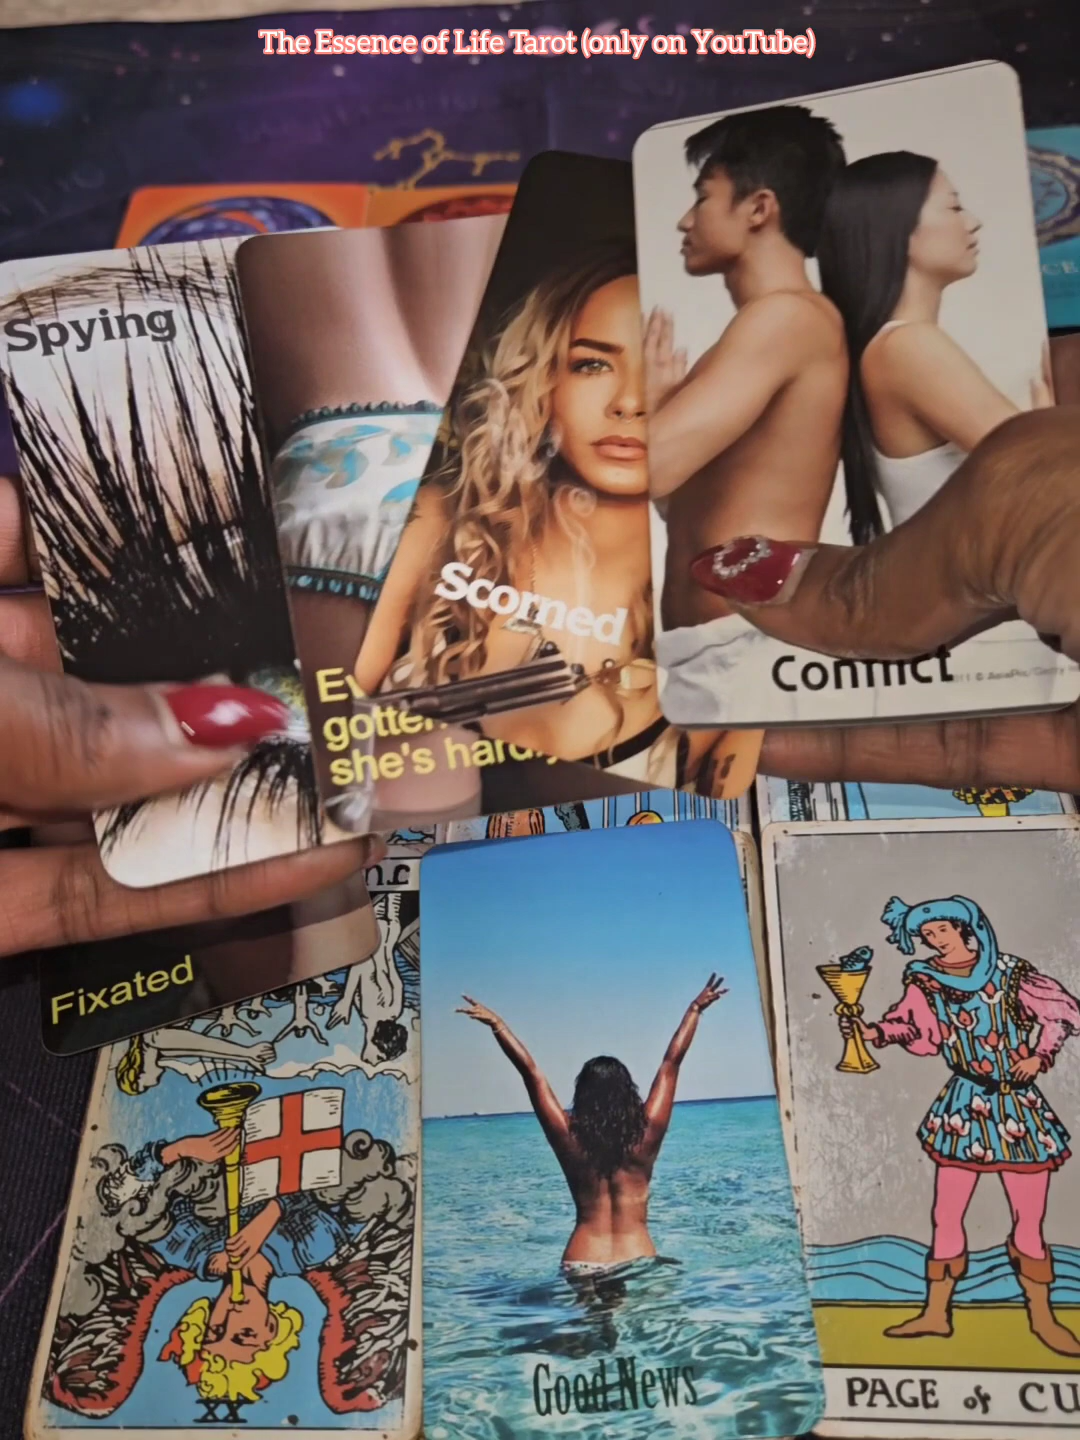 The Essence of Life Tarot (only on YouTube)
Spying
Scorned
Conflict
gotten
she's hardly
Fixated
Good News
PAGE of CU
XX